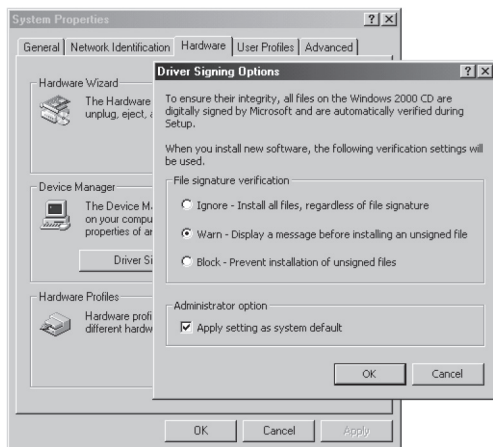 System Properties
General Network Identification Hardware User Profiles Advanced
Hardware Wizard
The Hardware
unplug, eject,
Device Manager
The Device
on your compu
properties of
Driver Si
Hardware Profiles
Hardware profi
different hardw
OK Cancel Apply
Driver Signing Options
To ensure their integrity, all files on the Windows 2000 CD are
digitally signed by Microsoft and are automatically verified during
Setup.
When you install new software, the following verification settings will
be used.
File signature verification
Ignore - Install all files, regardless of file signature
Warn - Display a message before installing an unsigned file
Block - Prevent installation of unsigned files
Administrator option
Apply setting as system default
OK Cancel